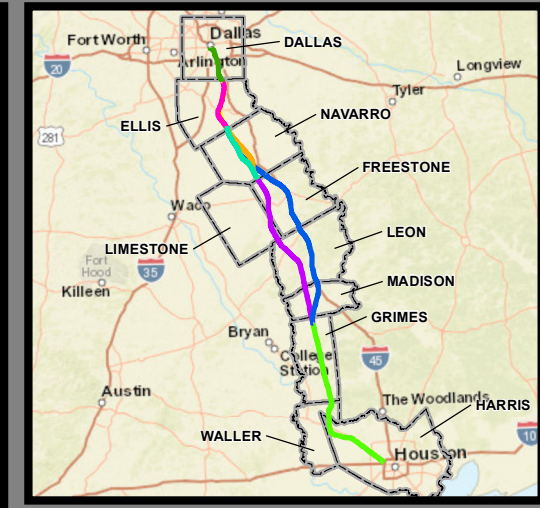 Fort Worth
Dallas
DALLAS
Arlington
20
Longview
Tyler
NAVARRO
ELLIS
281
FREESTONE
Waco
LEON
LIMESTONE
Fort
Hood
35
MADISON
Killeen
GRIMES
Bryan
College
Station
45
Austin
The Woodlands
HARRIS
WALLER
10
Houston